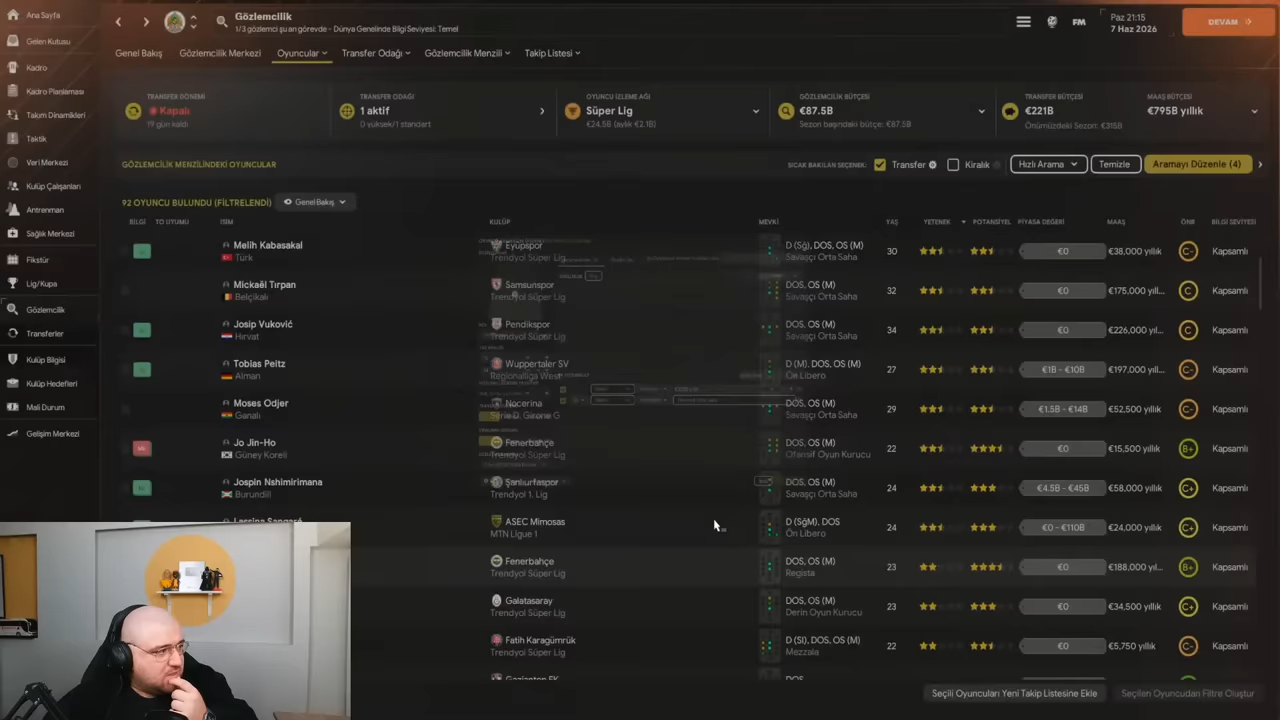 Ana Sayfa
Gelen Kutusu
Kadro
Kadro Planlaması
Takım Dinamikleri
Taktik
Veri Merkezi
Kulüp Çalışanları
Antrenman
Sağlık Merkezi
Fikstür
Lig/Kupa
Gözlemcilik
Transferler
Kulüp Bilgisi
Kulüp Hedefleri
Mali Durum
Gelişim Merkezi
Gözlemcilik
1/3 gözlemci şu an görevde - Dünya Genelinde Bilgi Seviyesi: Temel
FM
Paz 21:15
7 Haz 2026
DEVAM
Genel Bakış Gözlemcilik Merkezi Oyuncular Transfer Odağı Gözlemcilik Menzili Takip Listesi
TRANSFER DÖNEMİ
Kapalı
19 gün kaldı
TRANSFER ODAĞI
1 aktif
0 yüksek/1 standart
OYUNCU İZLEME AĞI
Süper Lig
€24.5B (aylık €2.1B)
GÖZLEMCİLİK BÜTÇESİ
€87.5B
Sezon başındaki bütçe: €87.5B
TRANSFER BÜTÇESİ
€221B
Önümüzdeki Sezon: €315B
MAAŞ BÜTÇESİ
€795B yıllık
GÖZLEMCİLİK MENZİLİNDEKİ OYUNCULAR
SICAK BAKILAN SEÇENEK: Transfer Kiralık Hızlı Arama Temizle Aramayı Düzenle (4)
92 OYUNCU BULUNDU (FİLTRELENDİ) Genel Bakış
BİLGİ TO UYUMU İSİM KULÜP MEVKİ YAŞ YETENEK POTANSİYEL PİYASA DEĞERİ MAAŞ ÖNR BİLGİ SEVİYESİ
Melih Kabasakal Eyüpspor D (Sğ), DOS, OS (M) 30 €0 €38,000 yıllık C- Kapsamlı
Türk Trendyol Süper Lig Savaşçı Orta Saha
Mickaël Tırpan Samsunspor DOS, OS (M) 32 €0 €175,000 yıll... C Kapsamlı
Belçikalı Trendyol Süper Lig Savaşçı Orta Saha
Josip Vuković Pendikspor DOS, OS (M) 34 €0 €226,000 yıll... C Kapsamlı
Hırvat Trendyol Süper Lig Savaşçı Orta Saha
Tobias Peitz Wuppertaler SV D (M), DOS, OS (M) 27 €1B - €10B €197,000 yıll... C- Kapsamlı
Alman Regionalliga West Ön Libero
Moses Odjer Nocerina DOS, OS (M) 29 €1.5B - €14B €52,500 yıllık C- Kapsamlı
Ganalı Serie D, Girone G Savaşçı Orta Saha
Jo Jin-Ho Fenerbahçe DOS, OS (M) 22 €0 €15,500 yıllık B+ Kapsamlı
Güney Koreli Trendyol Süper Lig Ofansif Oyun Kurucu
Jospin Nshimirimana Şanlıurfaspor DOS, OS (M) 24 €4.5B - €45B €58,000 yıllık C+ Kapsamlı
Burundili Trendyol 1. Lig Savaşçı Orta Saha
ASEC Mimosas D (SğM), DOS 24 €0 - €110B €24,000 yıllık C+ Kapsamlı
MTN Ligue 1 Ön Libero
Fenerbahçe DOS, OS (M) 23 €0 €188,000 yıl... B+ Kapsamlı
Trendyol Süper Lig Regista
Galatasaray DOS, OS (M) 23 €0 €34,500 yıllık C+ Kapsamlı
Trendyol Süper Lig Derin Oyun Kurucu
Fatih Karagümrük D (Sl), DOS, OS (M) 22 €0 €5,750 yıllık C- Kapsamlı
Trendyol Süper Lig Mezzala
Gaziantep FK DOS
Seçili Oyuncuları Yeni Takip Listesine Ekle Seçilen Oyuncudan Filtre Oluştur